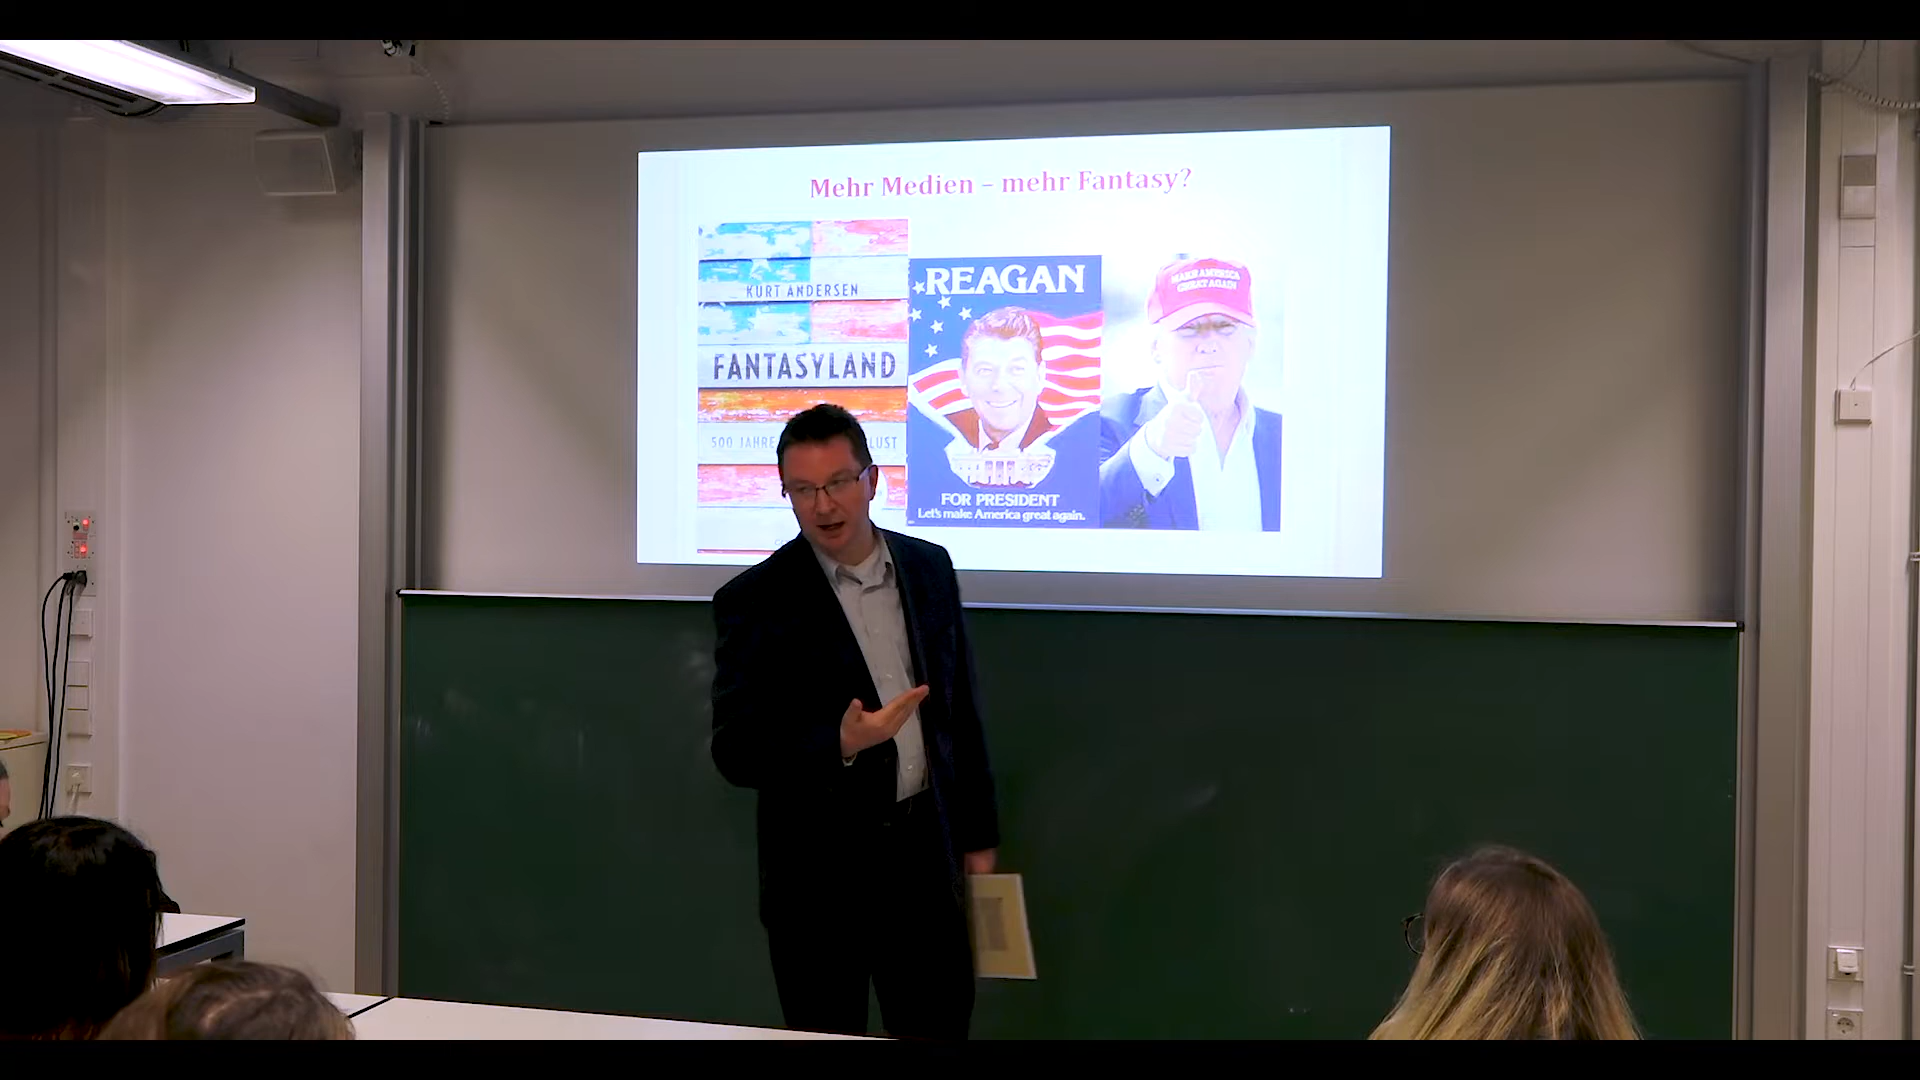 Mehr Medien – mehr Fantasy?
KURT ANDERSEN
FANTASYLAND
500 JAHRE LUST
REAGAN
FOR PRESIDENT
Let's make America great again.
MAKE AMERICA
GREAT AGAIN